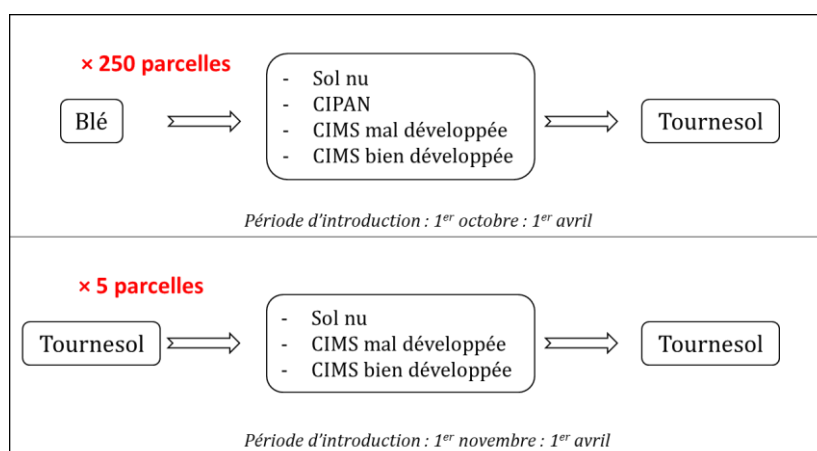 × 250 parcelles
Blé
- Sol nu
- CIPAN
- CIMS mal développée
- CIMS bien développée
Tournesol
Période d'introduction : 1er octobre : 1er avril
× 5 parcelles
Tournesol
- Sol nu
- CIMS mal développée
- CIMS bien développée
Tournesol
Période d'introduction : 1er novembre : 1er avril